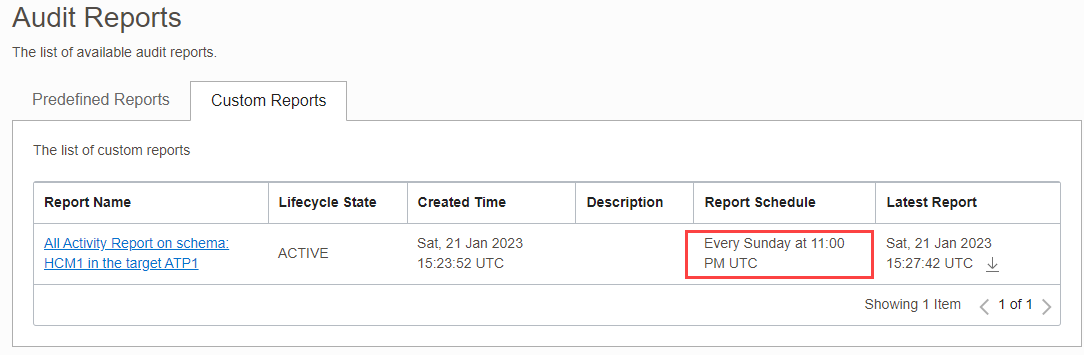 Audit Reports
The list of available audit reports.
Predefined Reports
Custom Reports
The list of custom reports
Report Name
Lifecycle State
Created Time
Description
Report Schedule
Latest Report
All Activity Report on schema:
HCM1 in the target ATP1
ACTIVE
Sat, 21 Jan 2023
15:23:52 UTC
Every Sunday at 11:00
PM UTC
Sat, 21 Jan 2023
15:27:42 UTC
Showing 1 Item
1 of 1